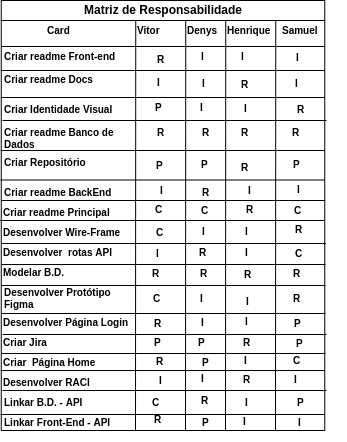 Matriz de Responsabilidade
Card Vitor Denys Henrique Samuel
Criar readme Front-end R I I I
Criar readme Docs I I R I
Criar Identidade Visual P I I R
Criar readme Banco de Dados R R R R
Criar Repositório P P R P
Criar readme BackEnd I R I I
Criar readme Principal C C R C
Desenvolver Wire-Frame C I I R
Desenvolver rotas API I R I C
Modelar B.D. R R R R
Desenvolver Protótipo Figma C I I R
Desenvolver Página Login R I I P
Criar Jira P P R P
Criar Página Home R P I C
Desenvolver RACI I I R I
Linkar B.D. - API C R I P
Linkar Front-End - API R P I I